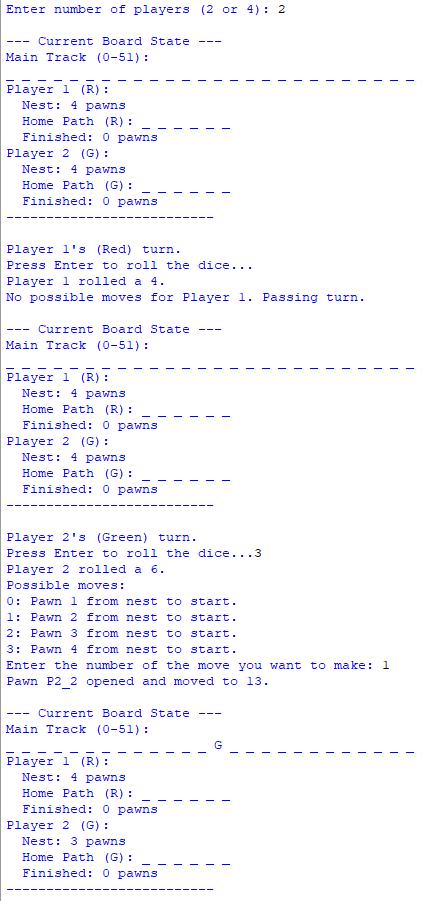 Enter number of players (2 or 4): 2
--- Current Board State ---
Main Track (0-51):
_ _ _ _ _ _ _ _ _ _ _ _ _ _ _ _ _ _ _ _ _ _ _ _ _ _
Player 1 (R):
  Nest: 4 pawns
  Home Path (R): _ _ _ _ _ _
  Finished: 0 pawns
Player 2 (G):
  Nest: 4 pawns
  Home Path (G): _ _ _ _ _ _
  Finished: 0 pawns
--------------------------
Player 1's (Red) turn.
Press Enter to roll the dice...
Player 1 rolled a 4.
No possible moves for Player 1. Passing turn.
--- Current Board State ---
Main Track (0-51):
_ _ _ _ _ _ _ _ _ _ _ _ _ _ _ _ _ _ _ _ _ _ _ _ _ _
Player 1 (R):
  Nest: 4 pawns
  Home Path (R): _ _ _ _ _ _
  Finished: 0 pawns
Player 2 (G):
  Nest: 4 pawns
  Home Path (G): _ _ _ _ _ _
  Finished: 0 pawns
--------------------------
Player 2's (Green) turn.
Press Enter to roll the dice...3
Player 2 rolled a 6.
Possible moves:
0: Pawn 1 from nest to start.
1: Pawn 2 from nest to start.
2: Pawn 3 from nest to start.
3: Pawn 4 from nest to start.
Enter the number of the move you want to make: 1
Pawn P2_2 opened and moved to 13.
--- Current Board State ---
Main Track (0-51):
_ _ _ _ _ _ _ _ _ _ _ _ _ G _ _ _ _ _ _ _ _ _ _ _ _
Player 1 (R):
  Nest: 4 pawns
  Home Path (R): _ _ _ _ _ _
  Finished: 0 pawns
Player 2 (G):
  Nest: 3 pawns
  Home Path (G): _ _ _ _ _ _
  Finished: 0 pawns
--------------------------